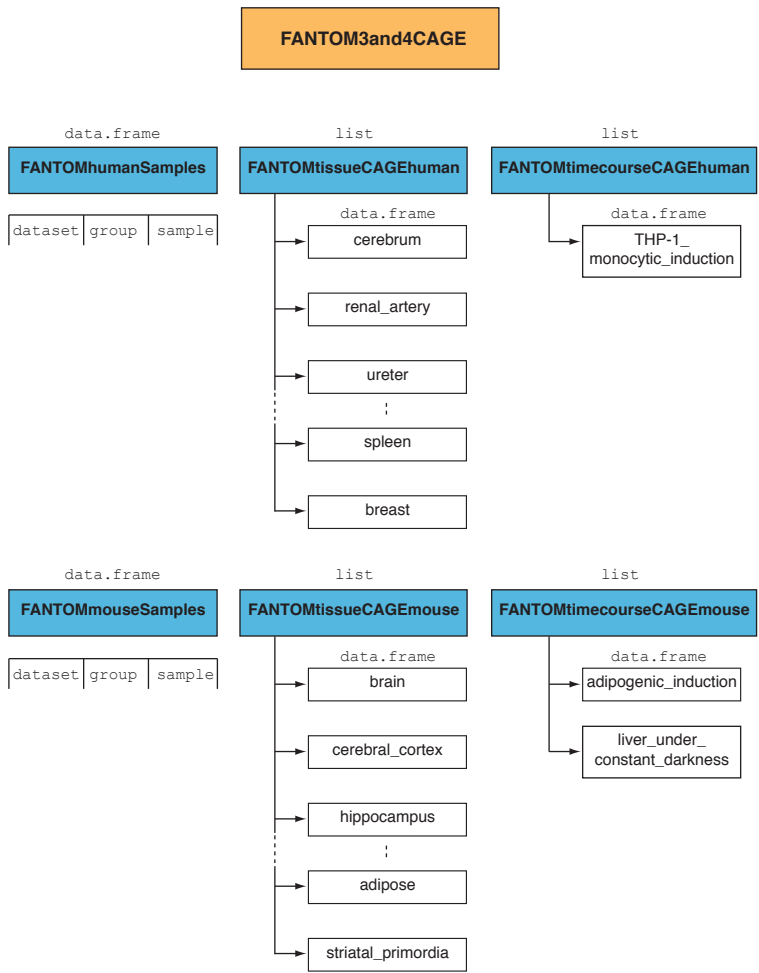 FANTOM3and4CAGE
data.frame
FANTOMhumanSamples
dataset group sample
list
FANTOMtissueCAGEhuman
data.frame
cerebrum
renal_artery
ureter
spleen
breast
list
FANTOMtimecourseCAGEhuman
data.frame
THP-1_
monocytic_induction
data.frame
FANTOMmouseSamples
dataset group sample
list
FANTOMtissueCAGEmouse
data.frame
brain
cerebral_cortex
hippocampus
adipose
striatal_primordia
list
FANTOMtimecourseCAGEmouse
data.frame
adipogenic_induction
liver_under_
constant_darkness